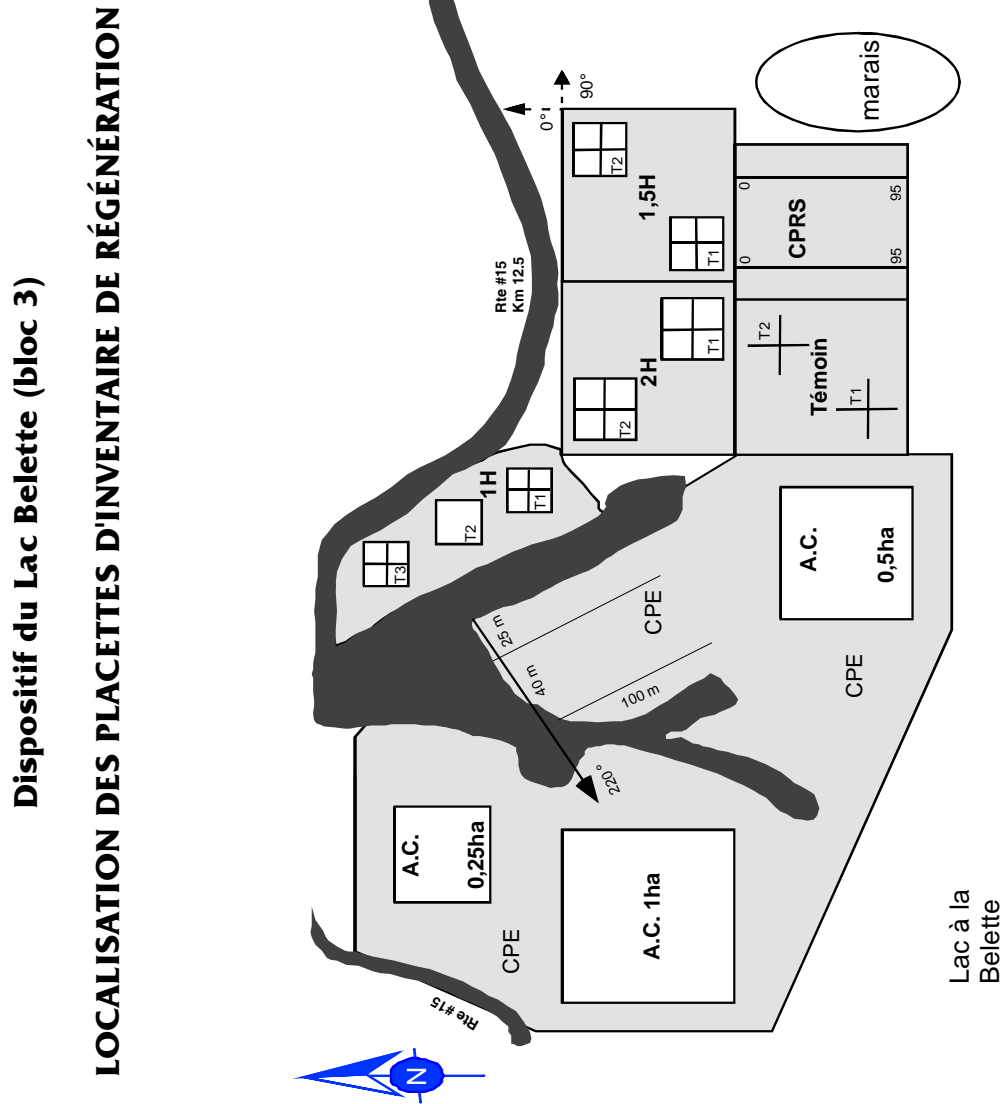 Dispositif du Lac Belette (bloc 3)
LOCALISATION DES PLACETTES D'INVENTAIRE DE RÉGÉNÉRATION
N
Rte #15
CPE
A.C.
0,25ha
A.C. 1ha
220°
40 m
25 m
100 m
CPE
CPE
A.C.
0,5ha
1H
T3
T2
T1
Rte #15
Km 12.5
0°
90°
2H
T2
T1
1,5H
T2
T1
Témoin
T1
T2
CPRS
0
0
95
95
marais
Lac à la
Belette